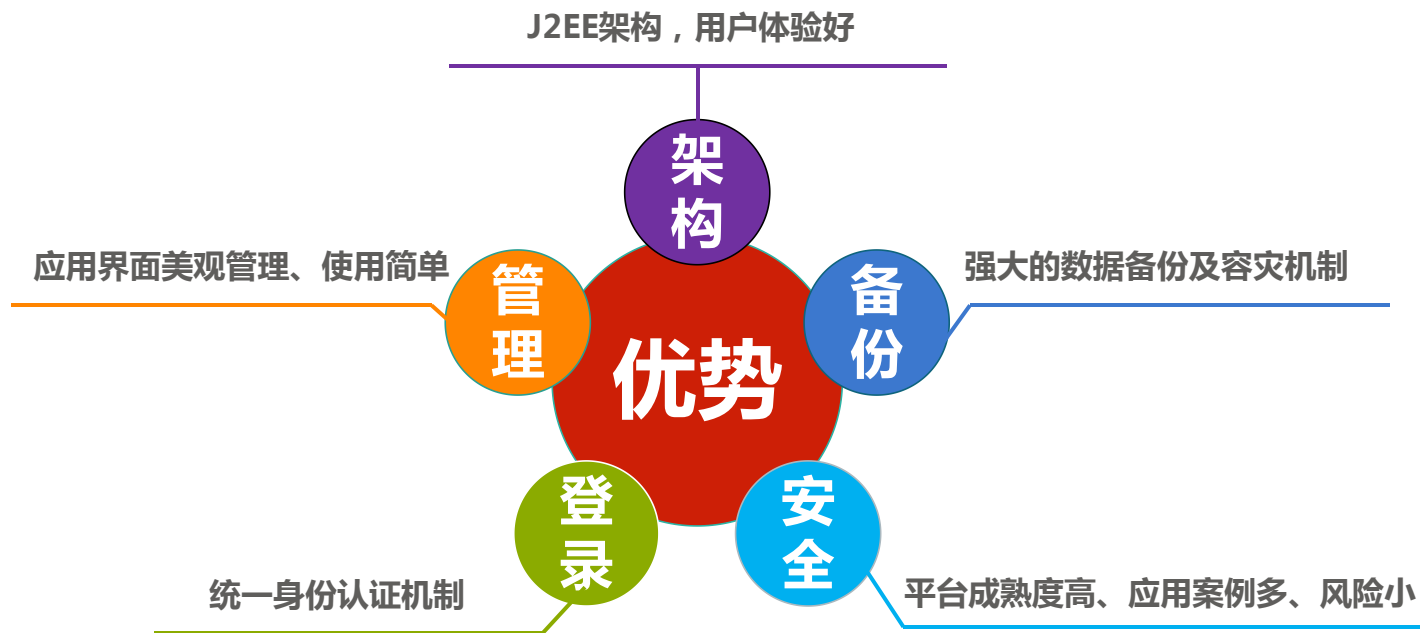 J2EE架构，用户体验好
架
构
应用界面美观管理、使用简单
管
理
强大的数据备份及容灾机制
备
份
优势
登
录
统一身份认证机制
安
全
平台成熟度高、应用案例多、风险小